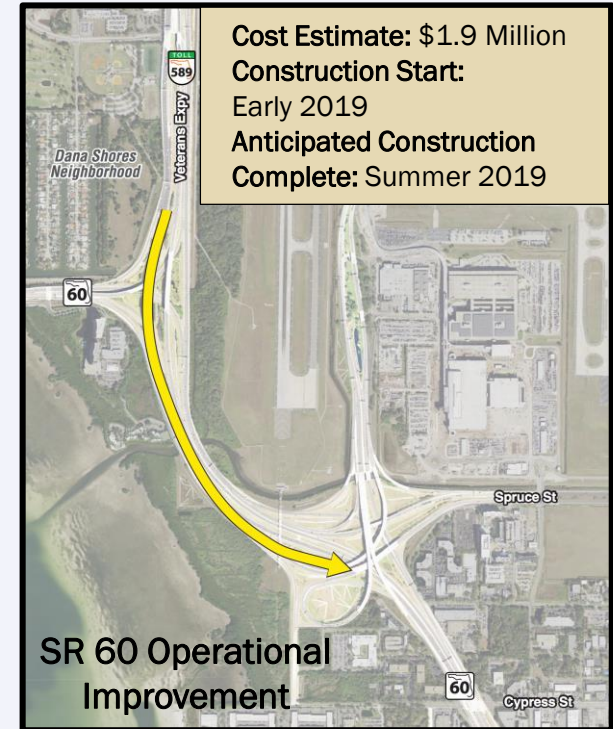 Cost Estimate: $1.9 Million
Construction Start:
Early 2019
Anticipated Construction
Complete: Summer 2019
TOLL
589
Veterans Expy
Dana Shores
Neighborhood
60
Spruce St
SR 60 Operational
Improvement
60
Cypress St